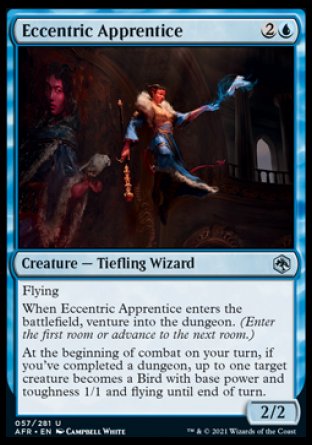 Eccentric Apprentice 2
Creature — Tiefling Wizard
Flying
When Eccentric Apprentice enters the
battlefield, venture into the dungeon. (Enter
the first room or advance to the next room.)
At the beginning of combat on your turn, if
you've completed a dungeon, up to one target
creature becomes a Bird with base power and
toughness 1/1 and flying until end of turn.
2/2
057/281 U
AFR • EN CAMPBELL WHITE
™ & © 2021 Wizards of the Coast